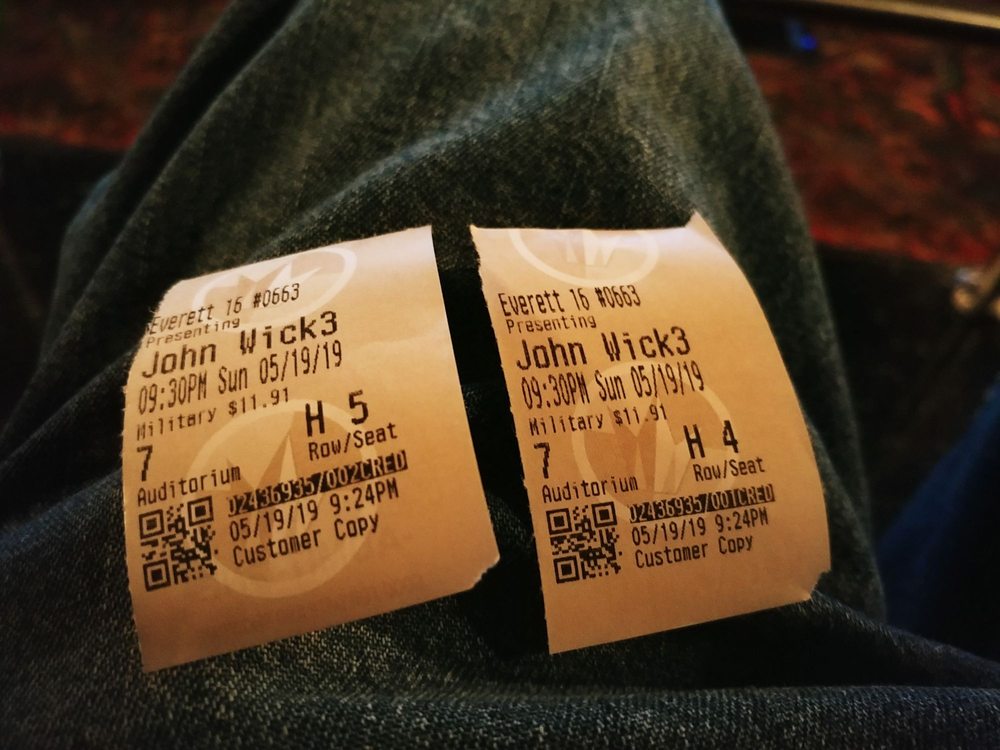 Everett 16 #0663
Presenting
John Wick3
09:30PM Sun 05/19/19
Military $11.91
7 H 5
Auditorium Row/Seat
02436935/002CRED
05/19/19 9:24PM
Customer Copy
Everett 16 #0663
Presenting
John Wick3
09:30PM Sun 05/19/19
Military $11.91
7 H 4
Auditorium Row/Seat
02436935/001CRED
05/19/19 9:24PM
Customer Copy